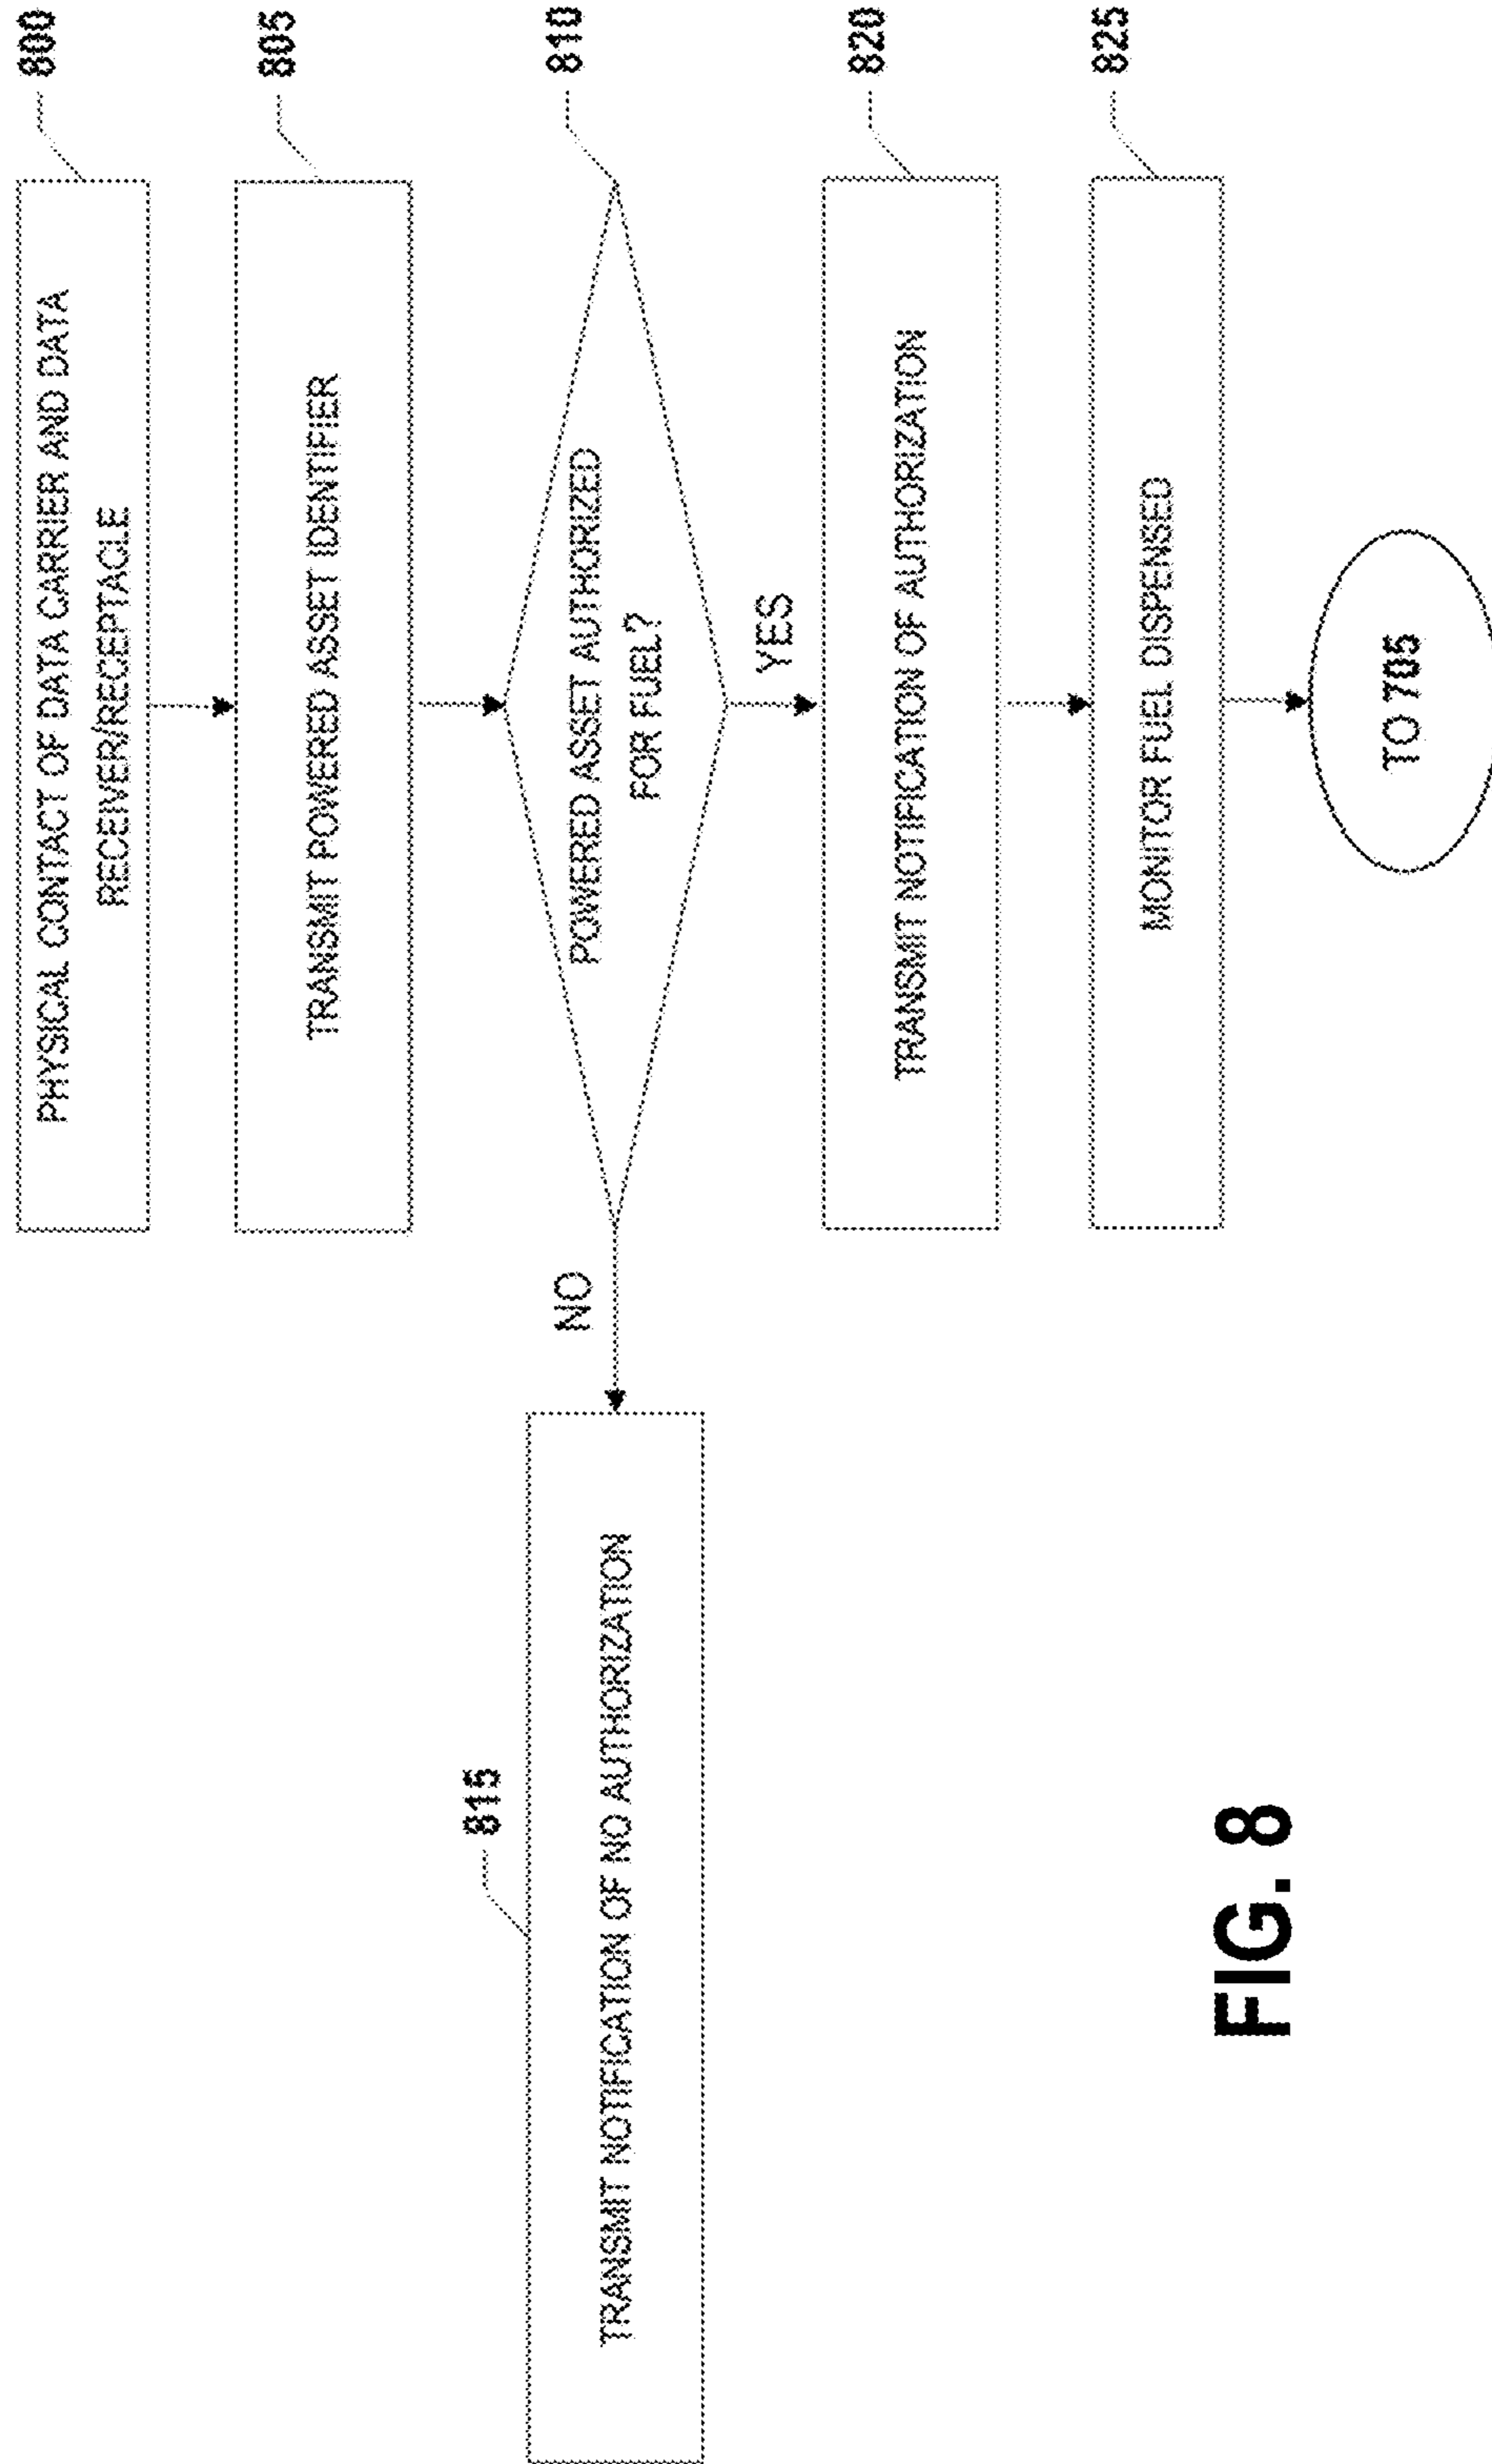 800
PHYSICAL CONTACT OF DATA CARRIER AND DATA
RECEIVER/RECEPTACLE
805
TRANSMIT POWERED ASSET IDENTIFIER
810
POWERED ASSET AUTHORIZED
FOR FUEL?
NO
815
TRANSMIT NOTIFICATION OF NO AUTHORIZATION
YES
820
TRANSMIT NOTIFICATION OF AUTHORIZATION
825
MONITOR FUEL DISPENSED
TO 705
FIG. 8